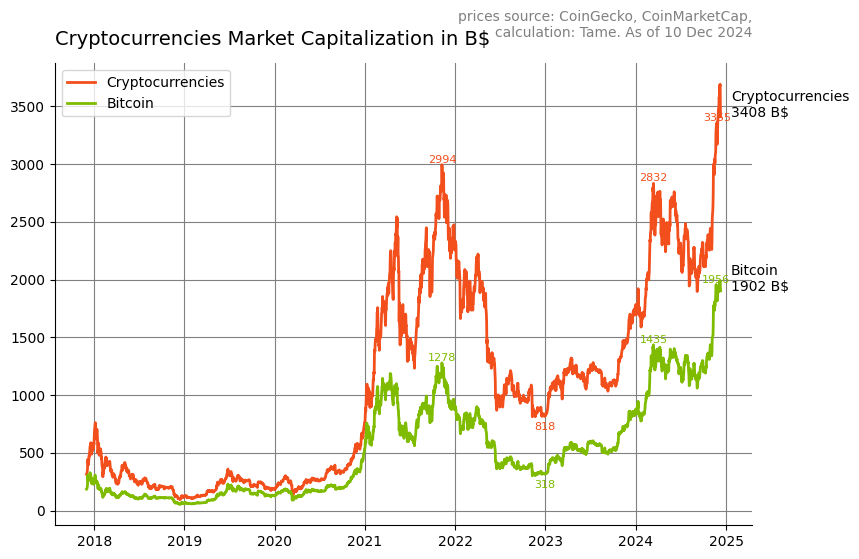 prices source: CoinGecko, CoinMarketCap,
calculation: Tame. As of 10 Dec 2024
Cryptocurrencies Market Capitalization in B$
Cryptocurrencies
Bitcoin
3500
3000
2500
2000
1500
1000
500
0
2994
1278
818
318
2832
1435
3355
1956
Cryptocurrencies
3408 B$
Bitcoin
1902 B$
2018
2019
2020
2021
2022
2023
2024
2025